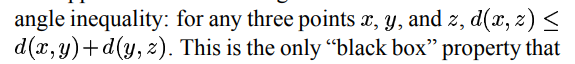 angle inequality: for any three points x, y, and z, d(x, z) ≤
d(x, y)+d(y, z). This is the only “black box” property that